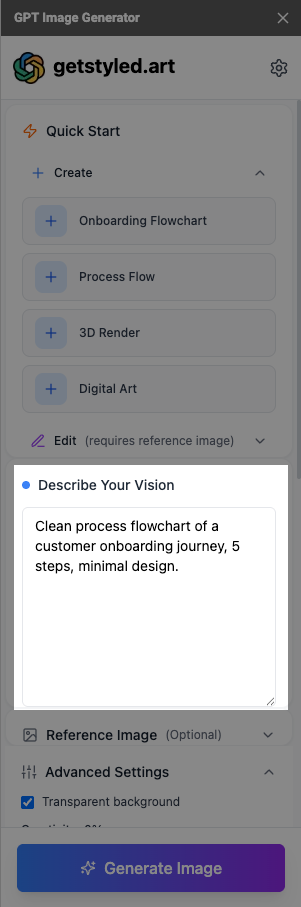 GPT Image Generator
getstyled.art
Quick Start
Create
Onboarding Flowchart
Process Flow
3D Render
Digital Art
Edit (requires reference image)
Describe Your Vision
Clean process flowchart of a
customer onboarding journey, 5
steps, minimal design.
Reference Image (Optional)
Advanced Settings
Transparent background
Generate Image